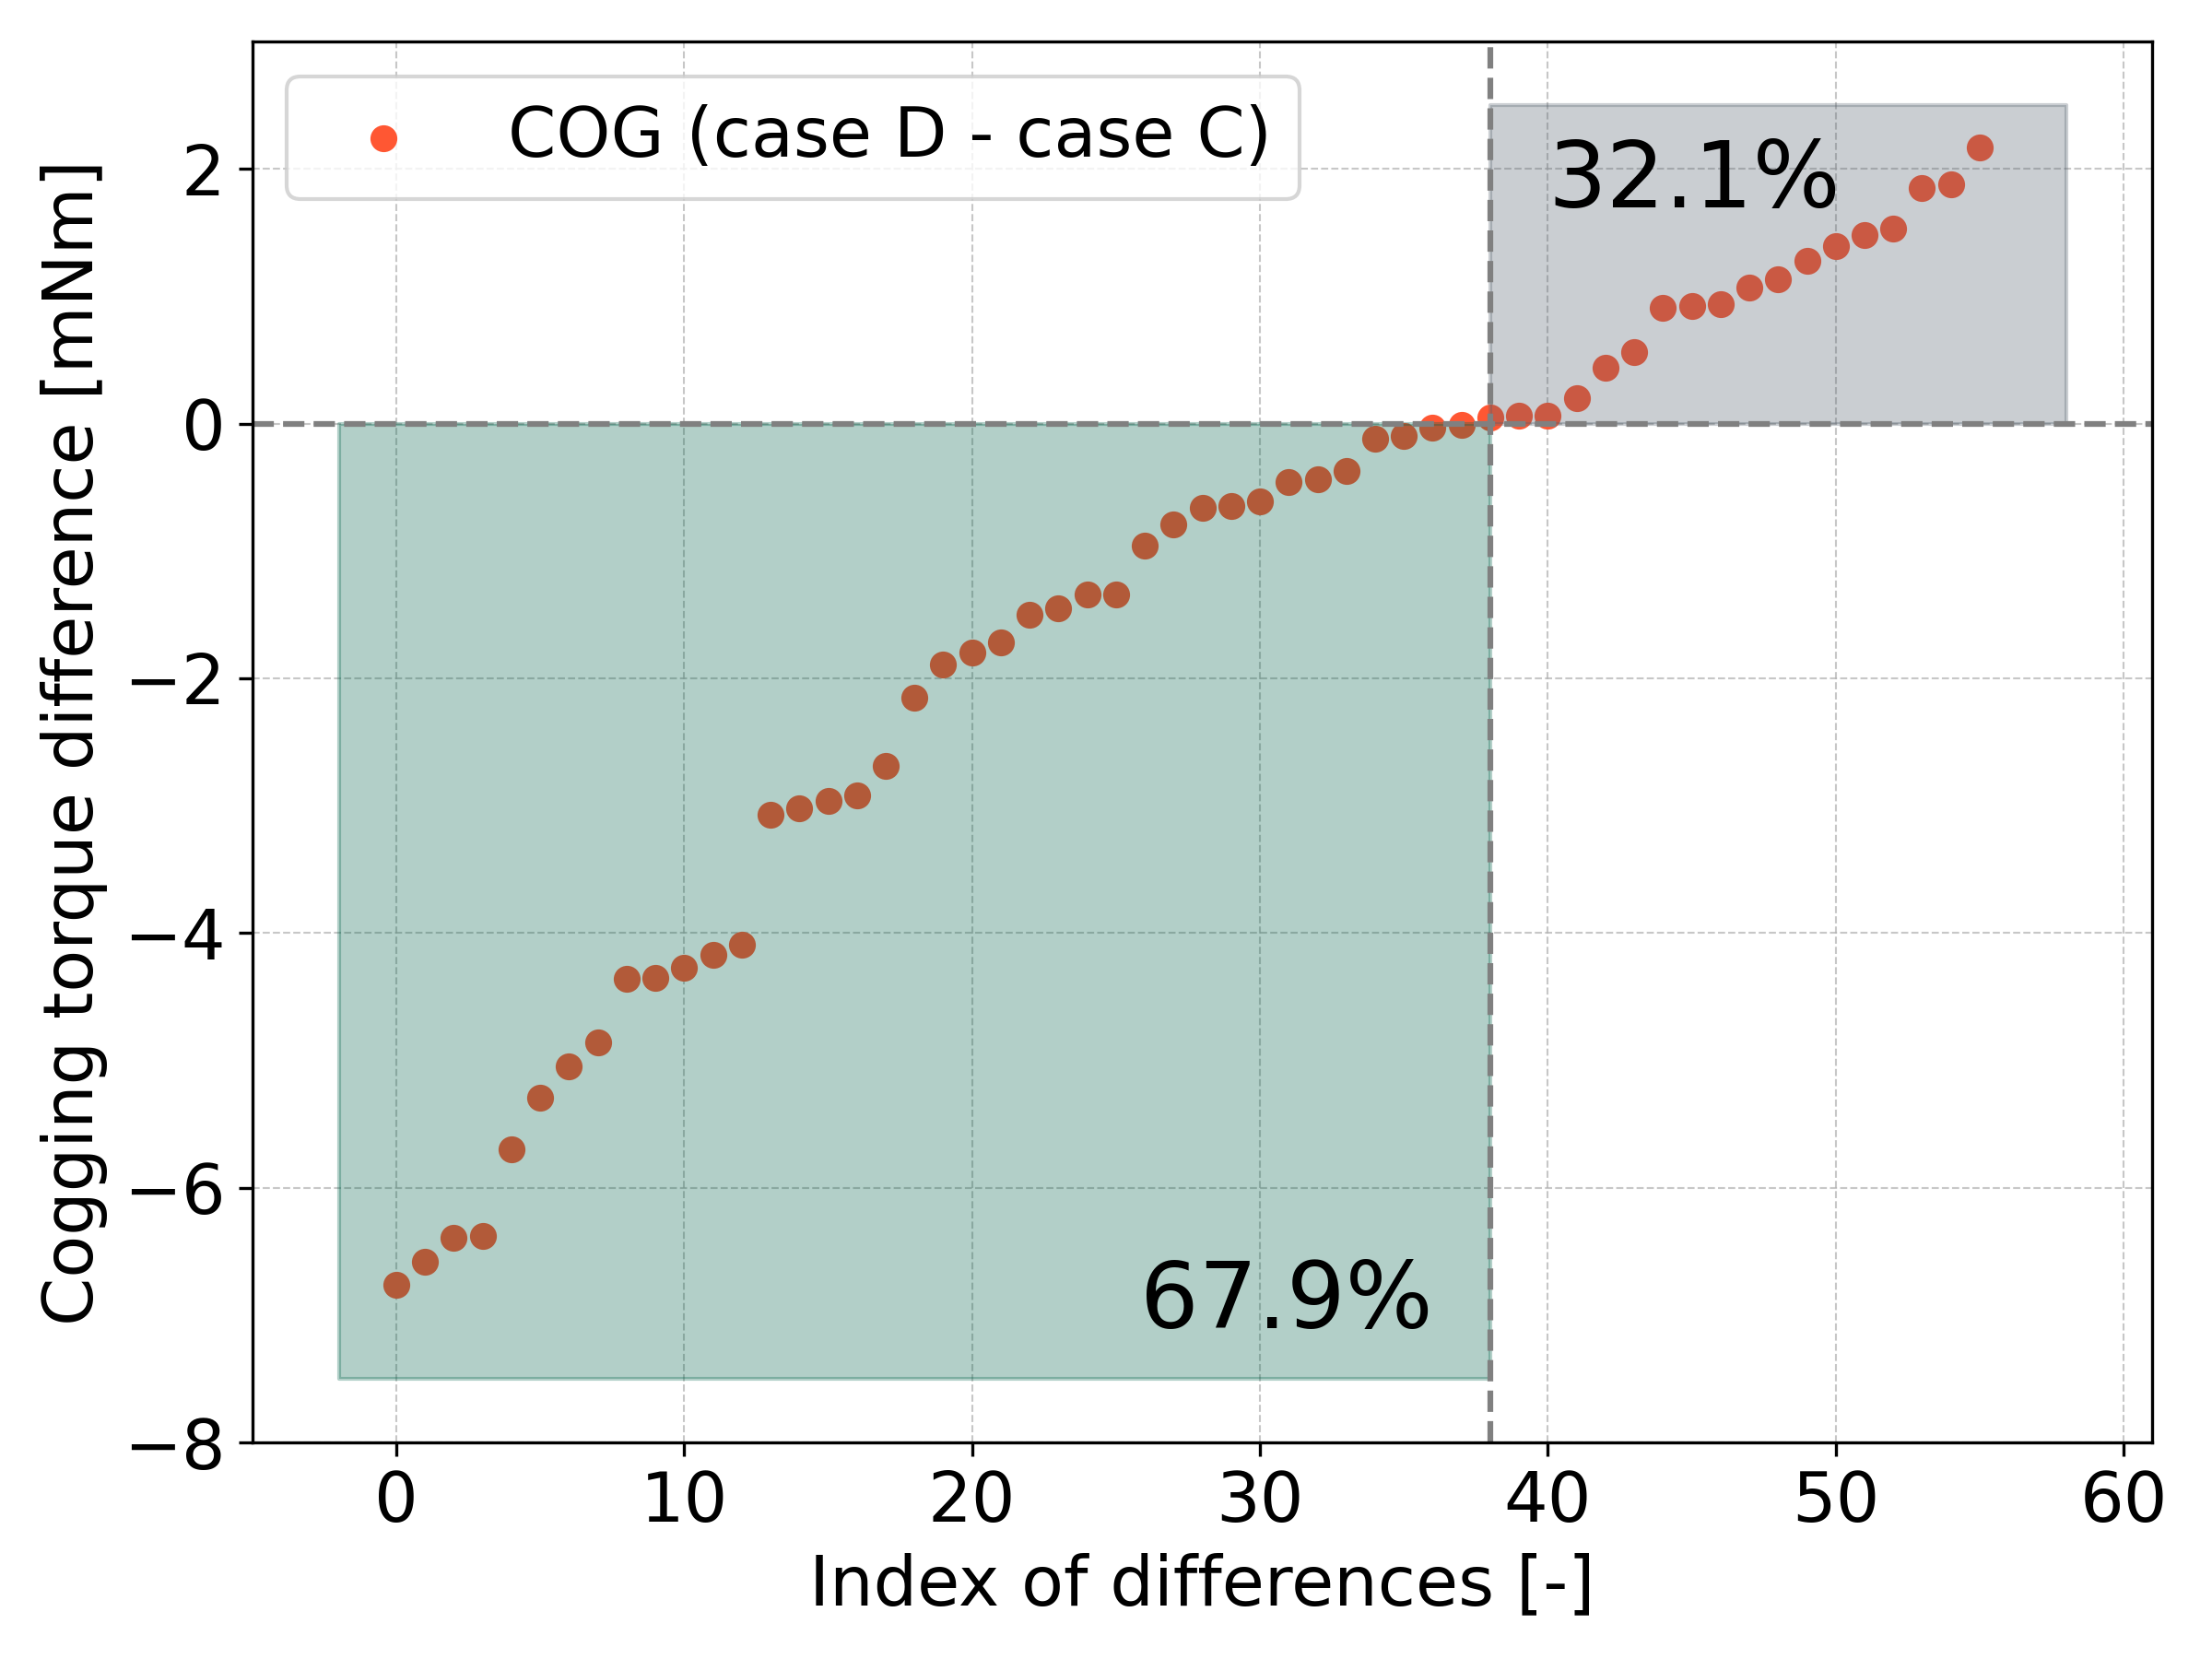 COG (case D - case C)
32.1%
67.9%
Cogging torque difference [mNm]
2
0
−2
−4
−6
−8
0 10 20 30 40 50 60
Index of differences [-]